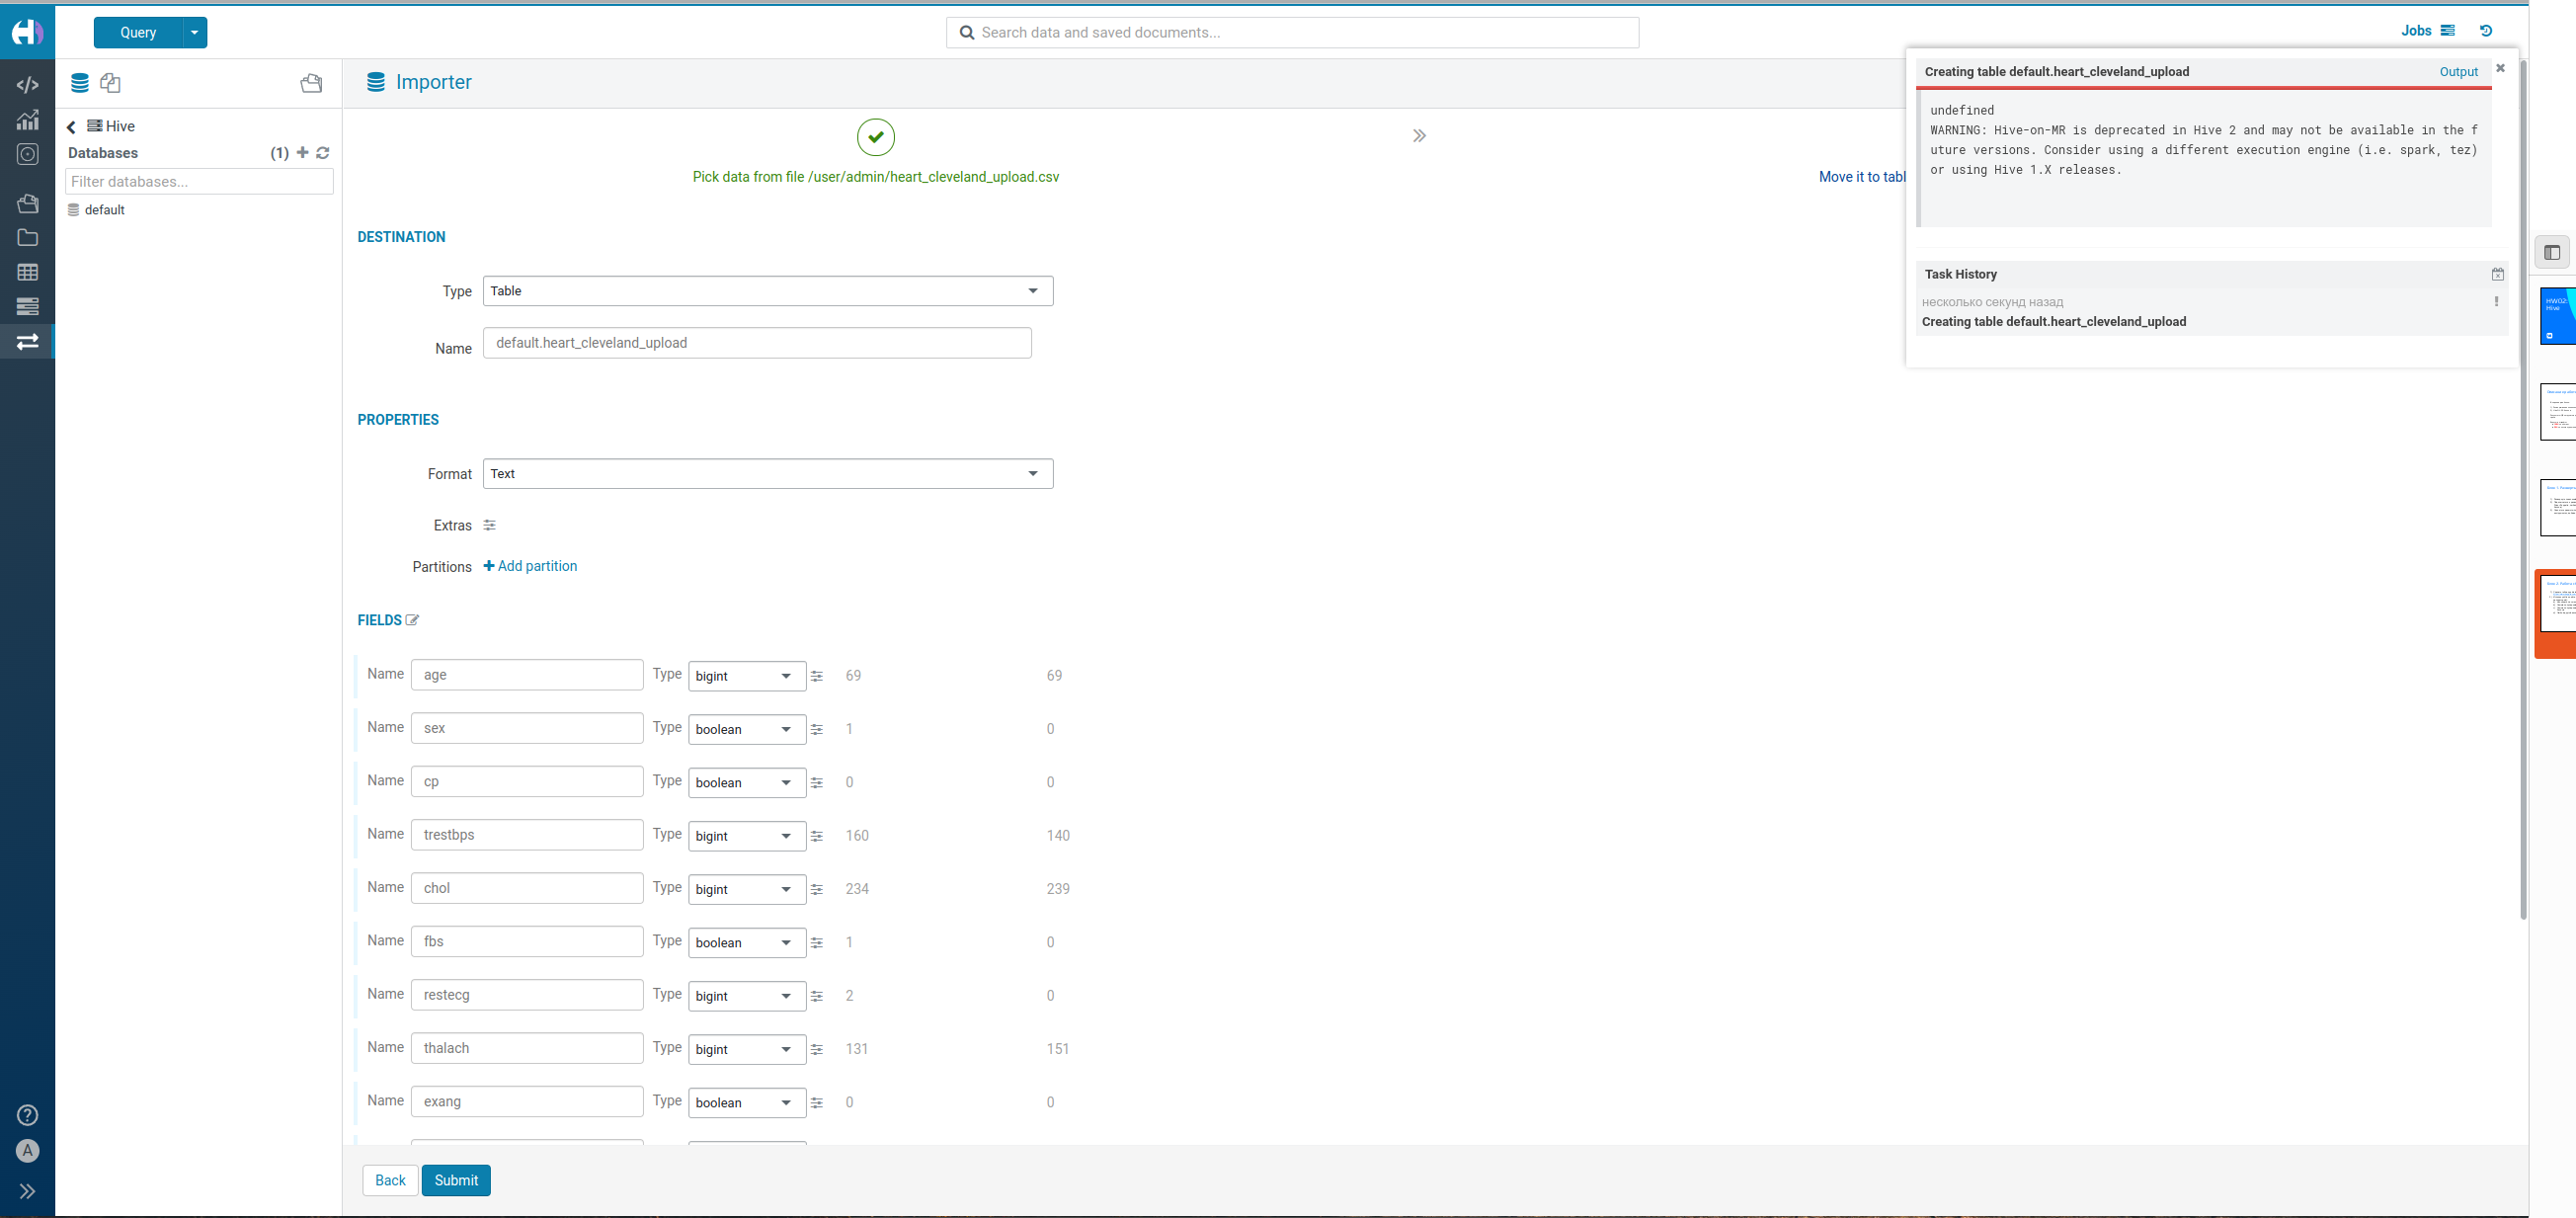 Query
Search data and saved documents...
Jobs
Hive
Databases (1)
Filter databases...
default
Importer
Pick data from file /user/admin/heart_cleveland_upload.csv
Move it to tabl
Creating table default.heart_cleveland_upload Output
undefined
WARNING: Hive-on-MR is deprecated in Hive 2 and may not be available in the f
uture versions. Consider using a different execution engine (i.e. spark, tez)
or using Hive 1.X releases.
Task History
несколько секунд назад
Creating table default.heart_cleveland_upload
DESTINATION
Type Table
Name default.heart_cleveland_upload
PROPERTIES
Format Text
Extras
Partitions Add partition
FIELDS
Name age Type bigint 69 69
Name sex Type boolean 1 0
Name cp Type boolean 0 0
Name trestbps Type bigint 160 140
Name chol Type bigint 234 239
Name fbs Type boolean 1 0
Name restecg Type bigint 2 0
Name thalach Type bigint 131 151
Name exang Type boolean 0 0
A
Back Submit
Hive